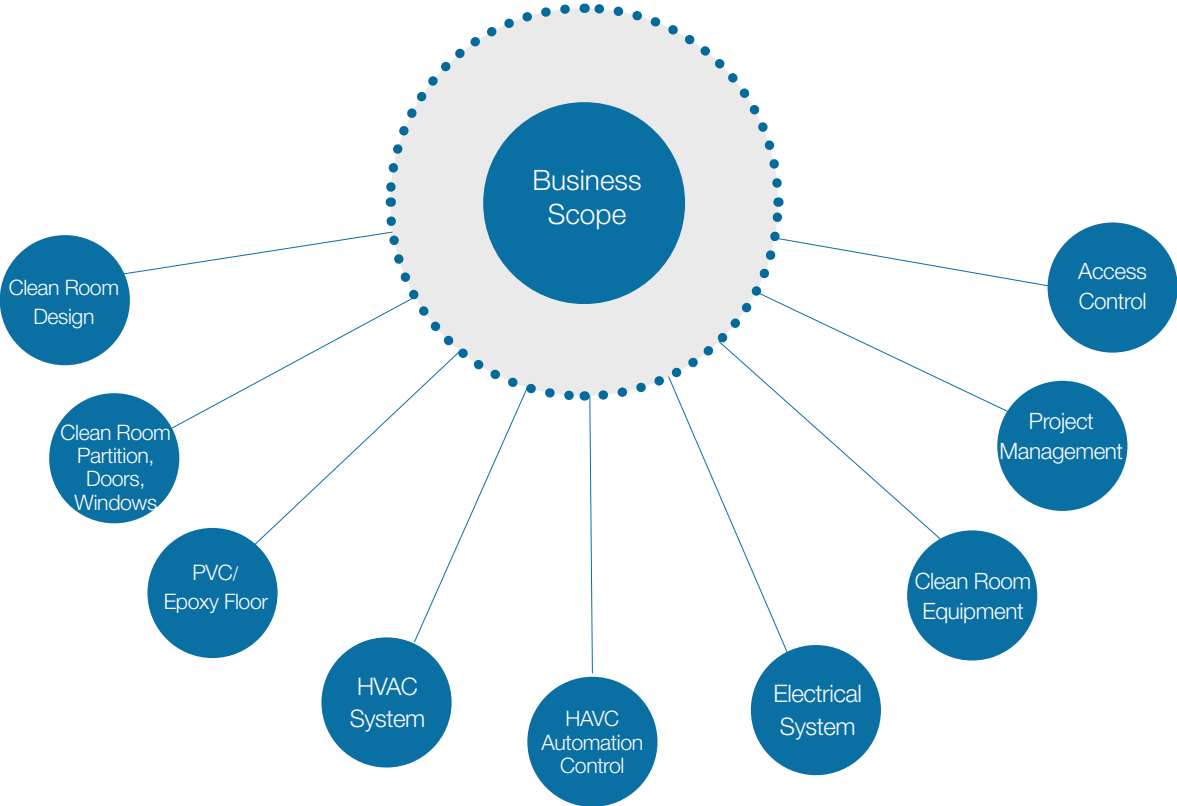 Business
Scope
Clean Room
Design
Clean Room
Partition,
Doors,
Windows
PVC/
Epoxy Floor
HVAC
System
HAVC
Automation
Control
Electrical
System
Clean Room
Equipment
Project
Management
Access
Control